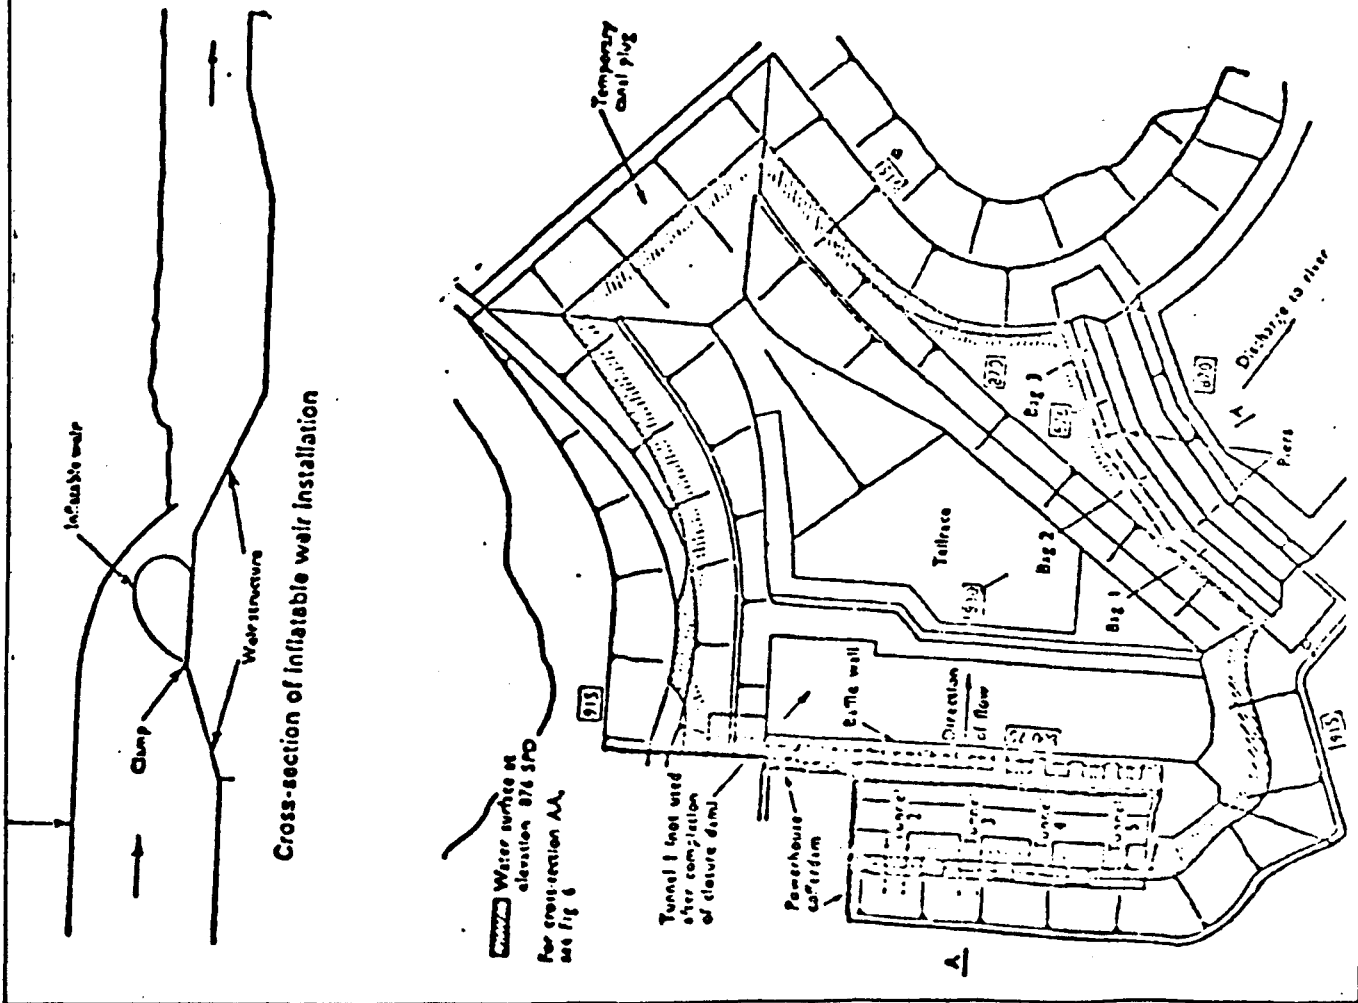 Inflatable weir
Clamp
Weir structure
Cross-section of inflatable weir installation
Temporary
canal plug
915
Water surface at
elevation 876 SPD
For cross-section AA,
see Fig 6
Tunnel 1 (not used
after completion
of closure dam)
Powerhouse
cofferdam
A
Baffle wall
Direction
of flow
Tunnel
2
Tunnel
3
Tunnel
4
Tunnel
5
Tailrace
Bag 1
Bag 2
Bag 3
870
Discharge to river
A
Piers
915